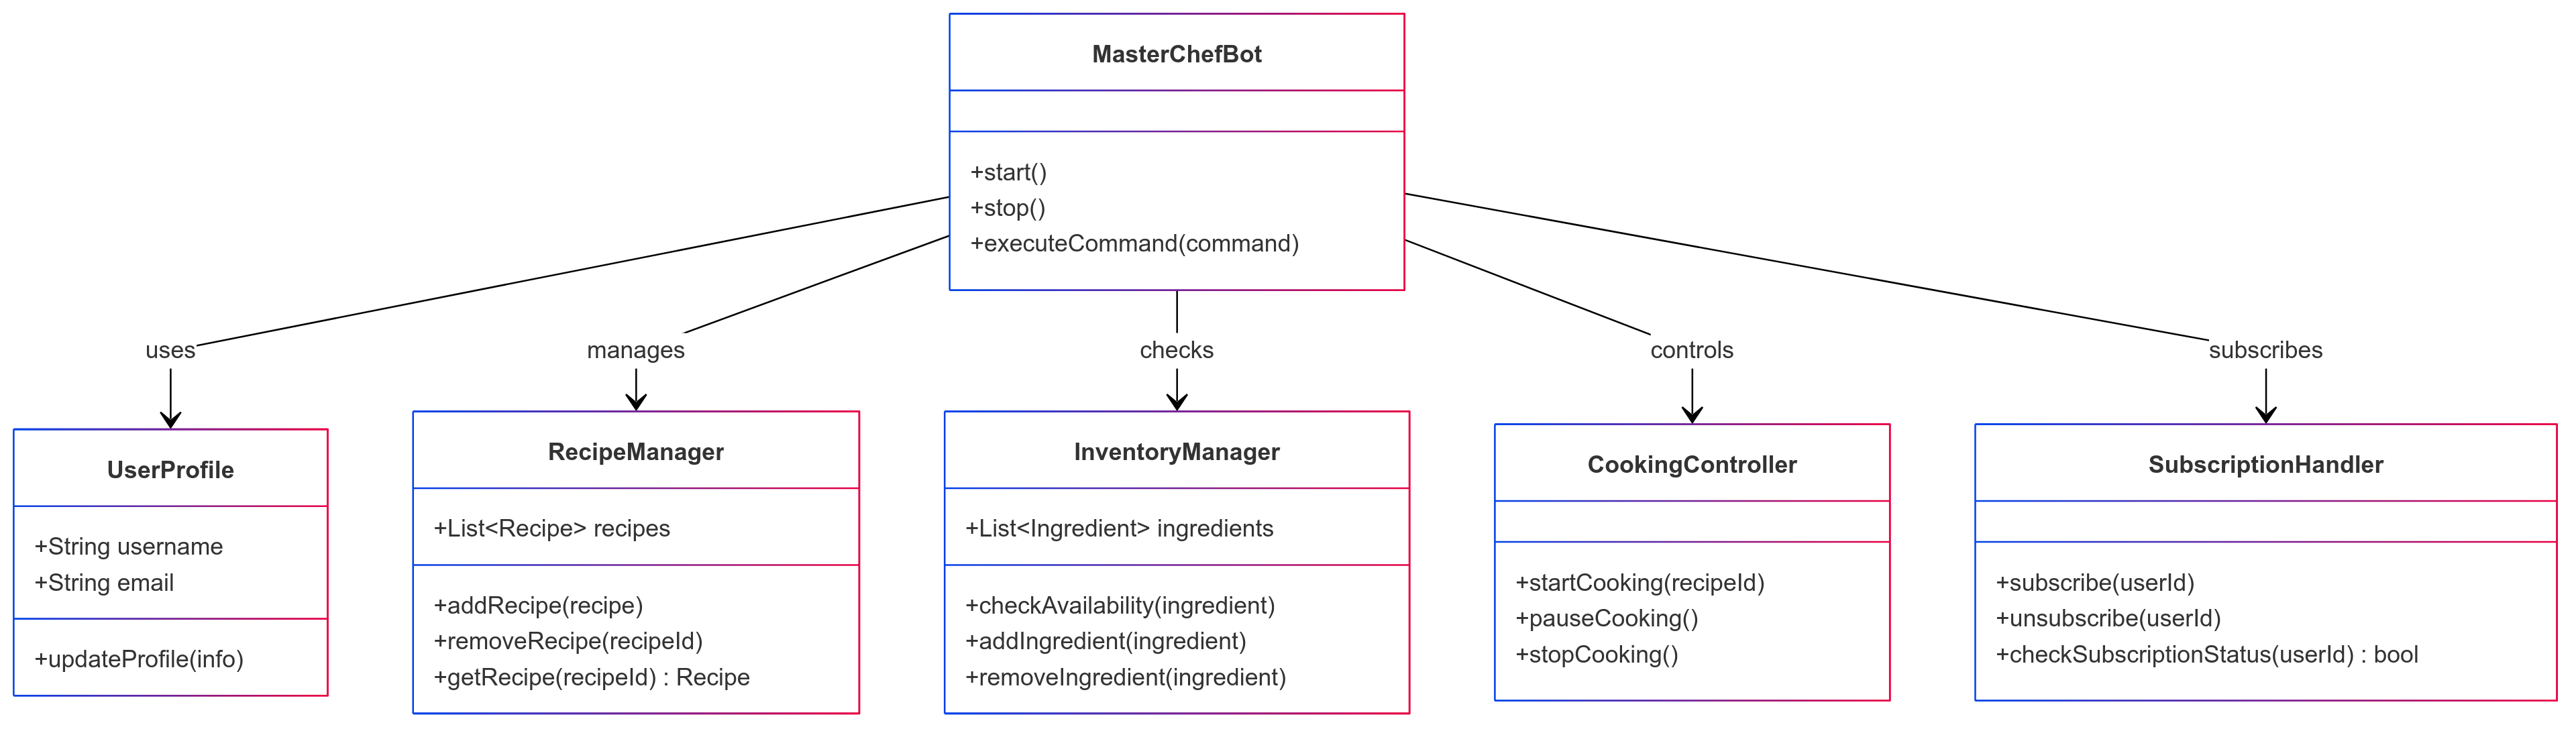 MasterChefBot
+start()
+stop()
+executeCommand(command)
uses
manages
checks
controls
subscribes
UserProfile
+String username
+String email
+updateProfile(info)
RecipeManager
+List<Recipe> recipes
+addRecipe(recipe)
+removeRecipe(recipeId)
+getRecipe(recipeId) : Recipe
InventoryManager
+List<Ingredient> ingredients
+checkAvailability(ingredient)
+addIngredient(ingredient)
+removeIngredient(ingredient)
CookingController
+startCooking(recipeId)
+pauseCooking()
+stopCooking()
SubscriptionHandler
+subscribe(userId)
+unsubscribe(userId)
+checkSubscriptionStatus(userId) : bool